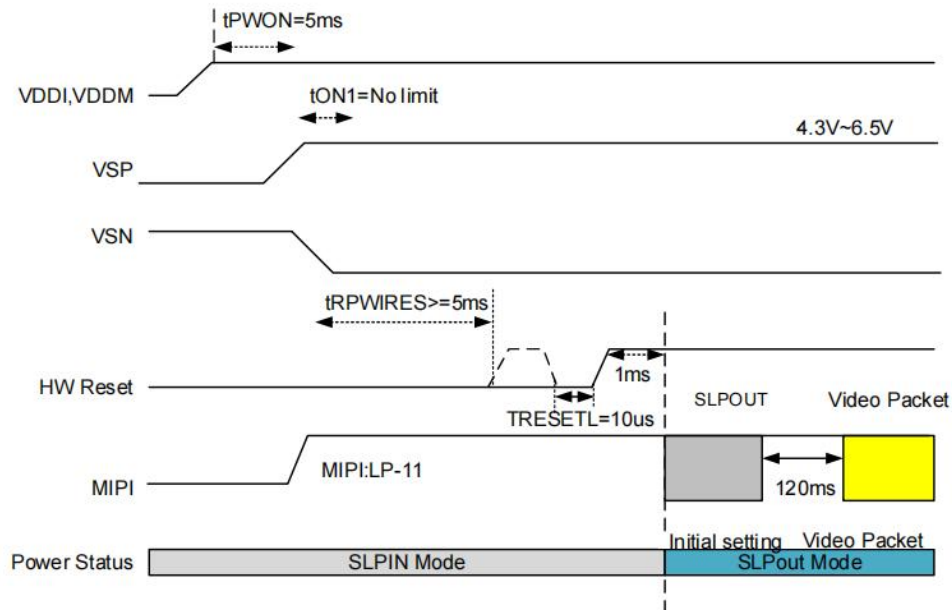 tPWON=5ms
VDDI,VDDM
tON1=No limit
4.3V~6.5V
VSP
VSN
tRPWIRES>=5ms
HW Reset
1ms
SLPOUT
Video Packet
TRESETL=10us
MIPI
MIPI:LP-11
120ms
Initial setting
Video Packet
Power Status
SLPIN Mode
SLPout Mode